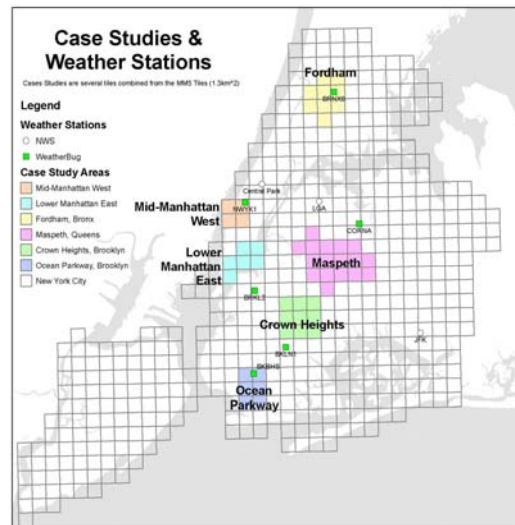 Case Studies &
Weather Stations
Cases Studies are several tiles combined from the MM5 Tiles (1.3km^2)
Legend
Weather Stations
NWS
WeatherBug
Case Study Areas
Mid-Manhattan West
Lower Manhattan East
Fordham, Bronx
Maspeth, Queens
Crown Heights, Brooklyn
Ocean Parkway, Brooklyn
New York City
Fordham
Central Park
Mid-Manhattan
West
NWYK1
LGA
CORNA
Lower
Manhattan
East
Maspeth
Crown Heights
BKLN1
JFK
BKBHS
Ocean
Parkway